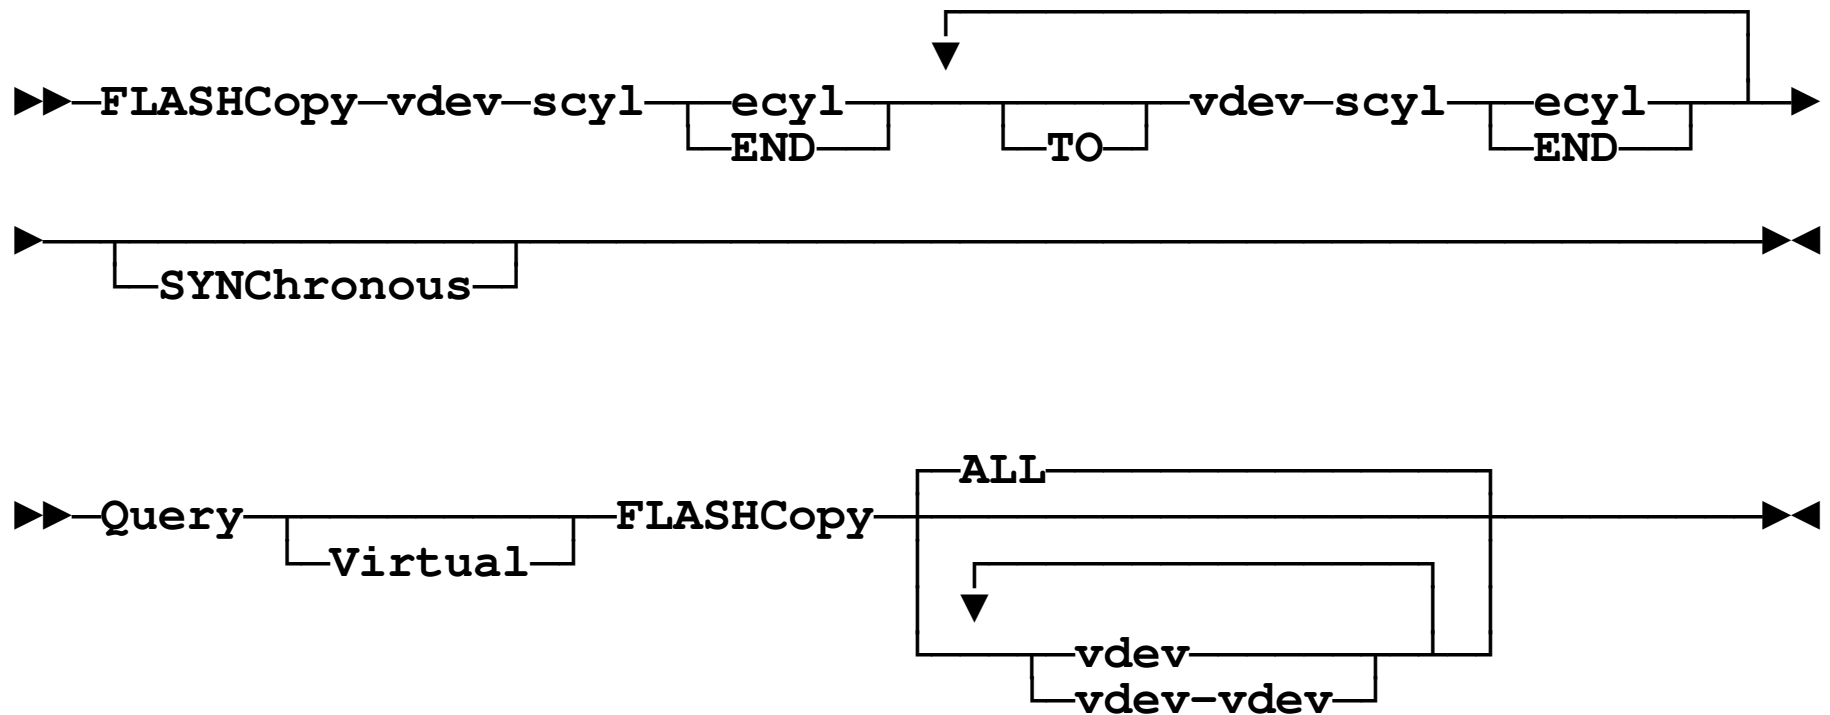 FLASHCopy vdev scyl ecyl vdev scyl ecyl
END TO END
SYNChronous
ALL
Query FLASHCopy
Virtual
vdev
vdev-vdev